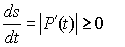 ds/dt = |P′(t)| ≥ 0